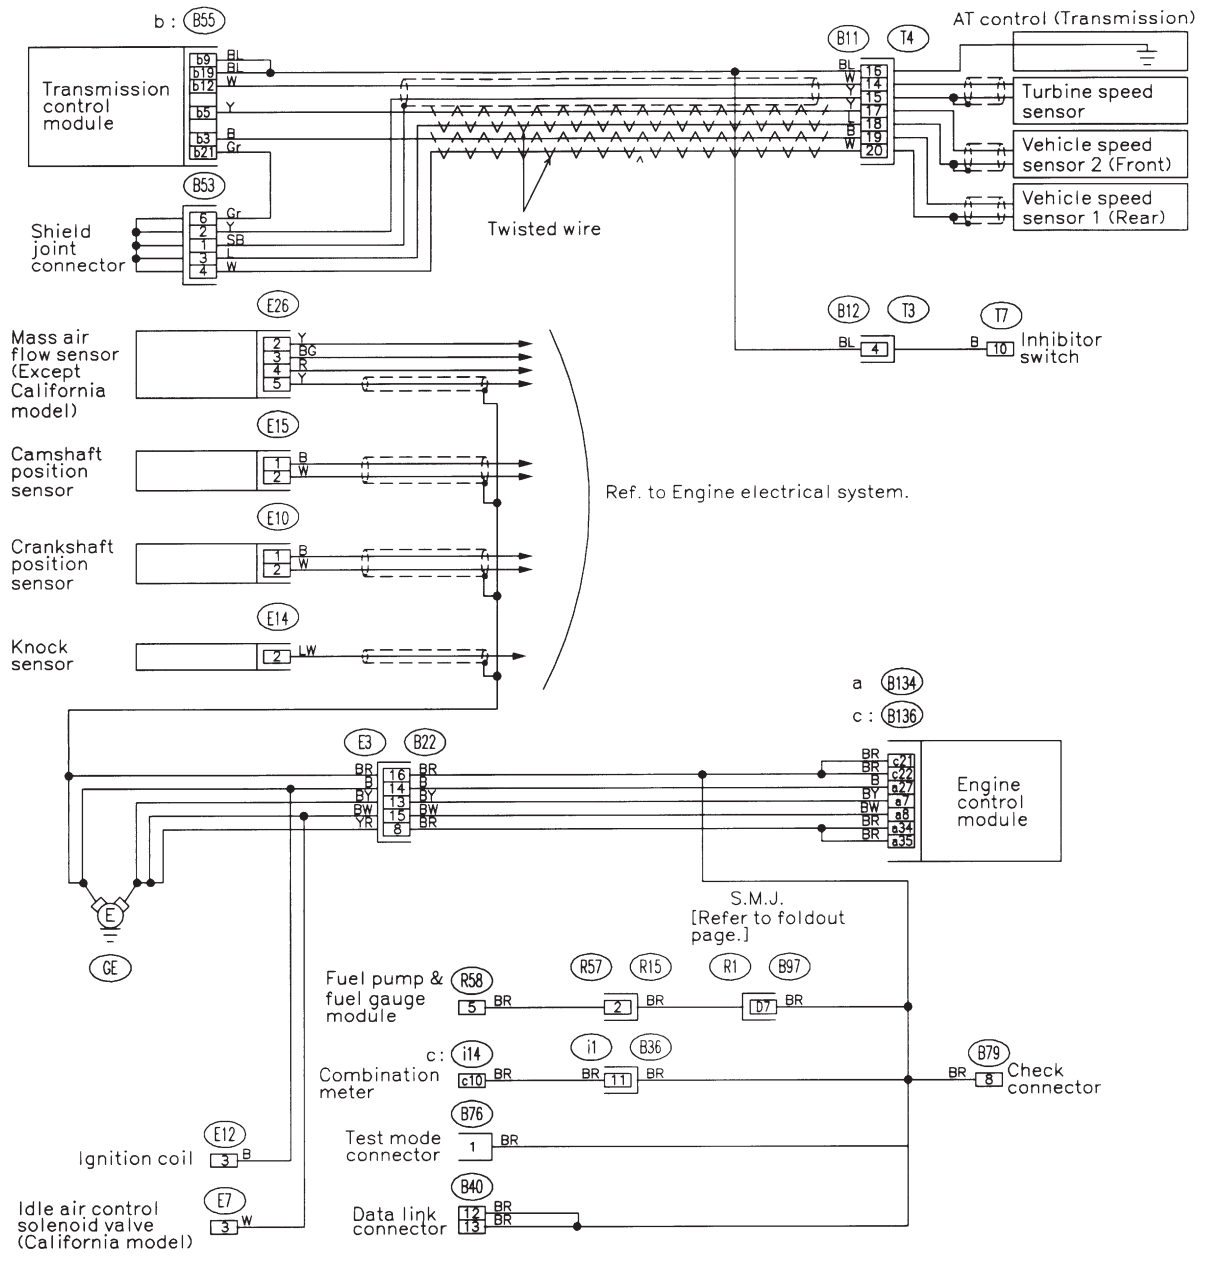 b : B55
B11 T4
AT control (Transmission)
Transmission
control
module
b9 BL
b19 BL
b12 W
b5 Y
b3 B
b21 Gr
BL 16
W 14
Y 15
Y 17
L 18
B 19
W 20
Turbine speed
sensor
Vehicle speed
sensor 2 (Front)
Vehicle speed
sensor 1 (Rear)
Twisted wire
B53
Shield
joint
connector
6 Gr
2 Y
1 SB
3 L
4 W
B12 T3 T7
BL 4 B 10
Inhibitor
switch
E26
Mass air
flow sensor
(Except
California
model)
2 Y
3 BG
4 R
5 Y
E15
Camshaft
position
sensor
1 B
2 W
Ref. to Engine electrical system.
E10
Crankshaft
position
sensor
1 B
2 W
E14
Knock
sensor
2 LW
a B134
c : B136
E3 B22
BR 16 BR
B 14 B
BY 13 BY
BW 15 BW
YR 8 BR
BR c21
BR c22
B a27
BY a7
BW a8
BR a34
BR a35
Engine
control
module
E
GE
S.M.J.
[Refer to foldout
page.]
Fuel pump &
fuel gauge
module
R58 R57 R15 R1 B97
5 BR 2 BR D7 BR
c : i14 i1 B36
Combination
meter
c10 BR BR 11 BR
B79
BR 8
Check
connector
B76
Test mode
connector
1 BR
E12
Ignition coil
3 B
B40
Data link
connector
12 BR
13 BR
E7
Idle air control
solenoid valve
(California model)
3 W